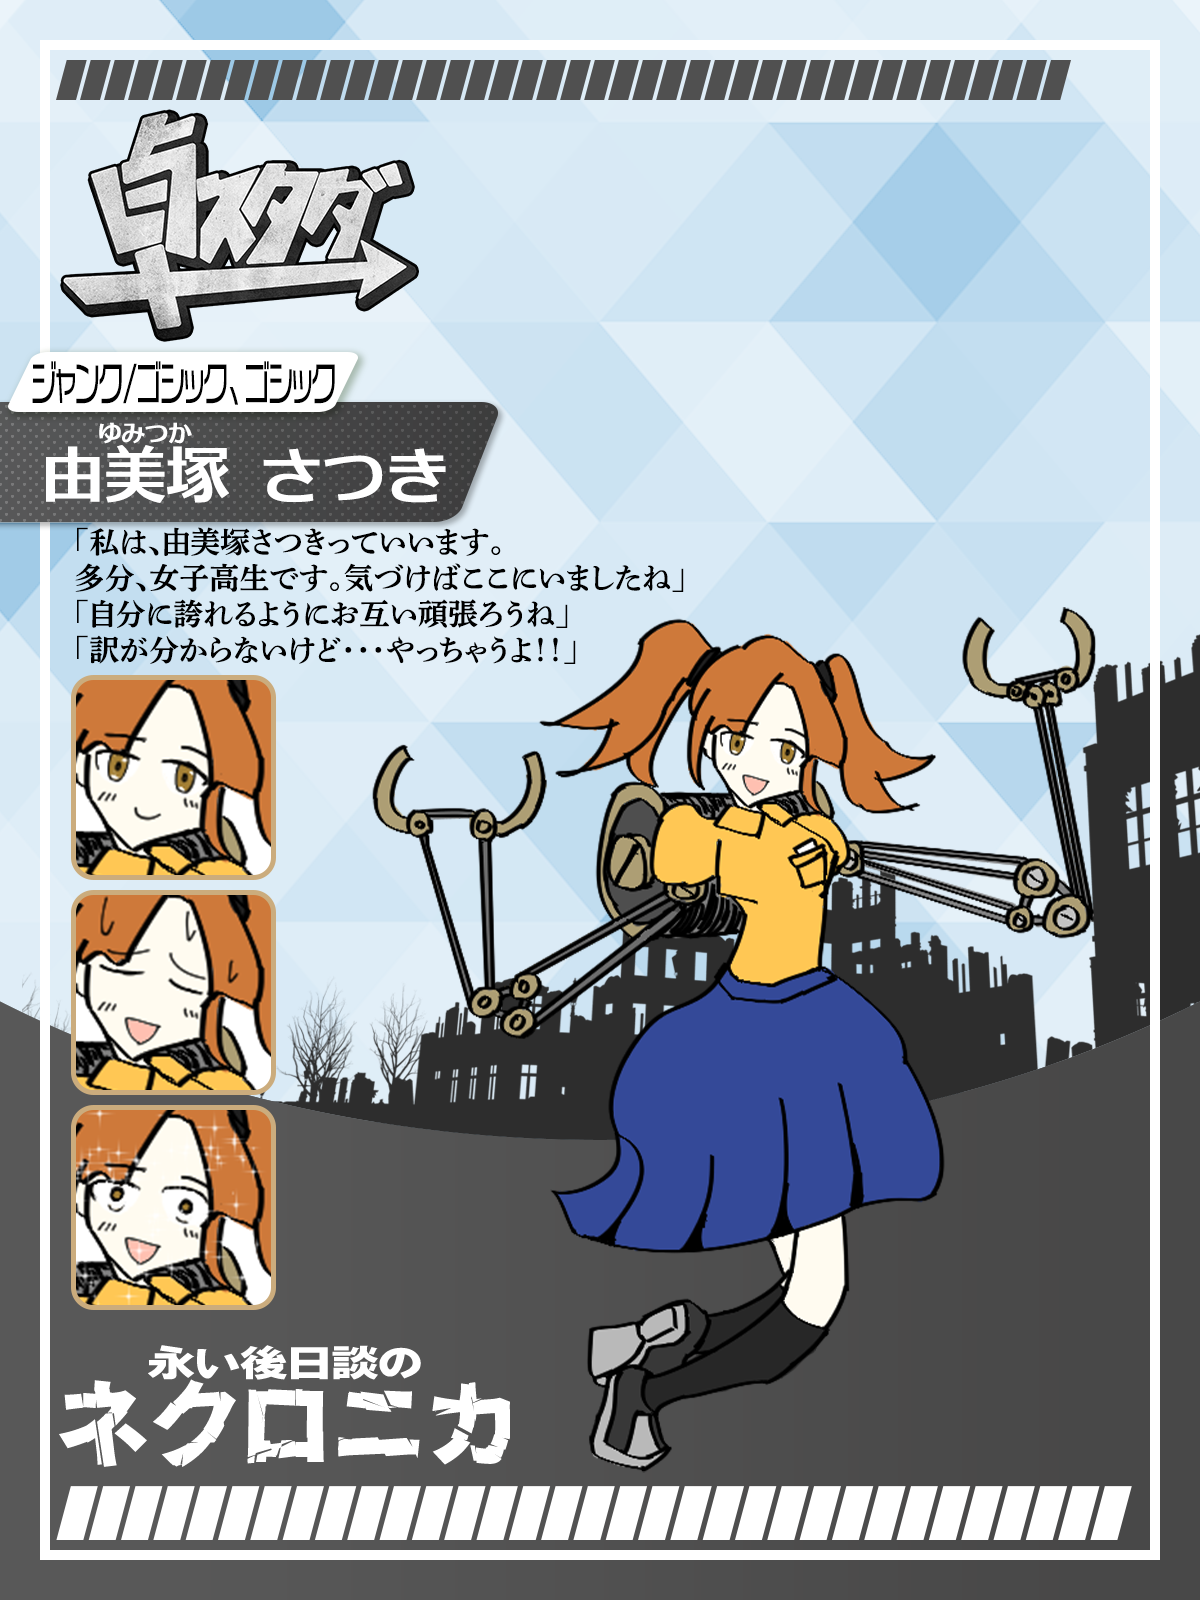 卓スタダ
ジャンク/ゴシック、ゴシック
ゆみつか
由美塚 さつき
「私は、由美塚さつきっていいます。
多分、女子高生です。気づけばここにいましたね」
「自分に誇れるようにお互い頑張ろうね」
「訳が分からないけど・・・やっちゃうよ!!」
永い後日談の
ネクロニカ